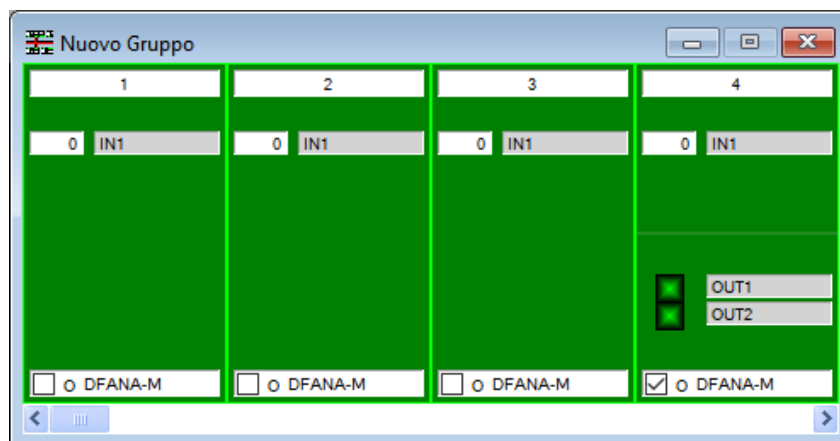 Nuovo Gruppo
1 2 3 4
0 IN1 0 IN1 0 IN1 0 IN1
OUT1
OUT2
O DFANA-M O DFANA-M O DFANA-M O DFANA-M